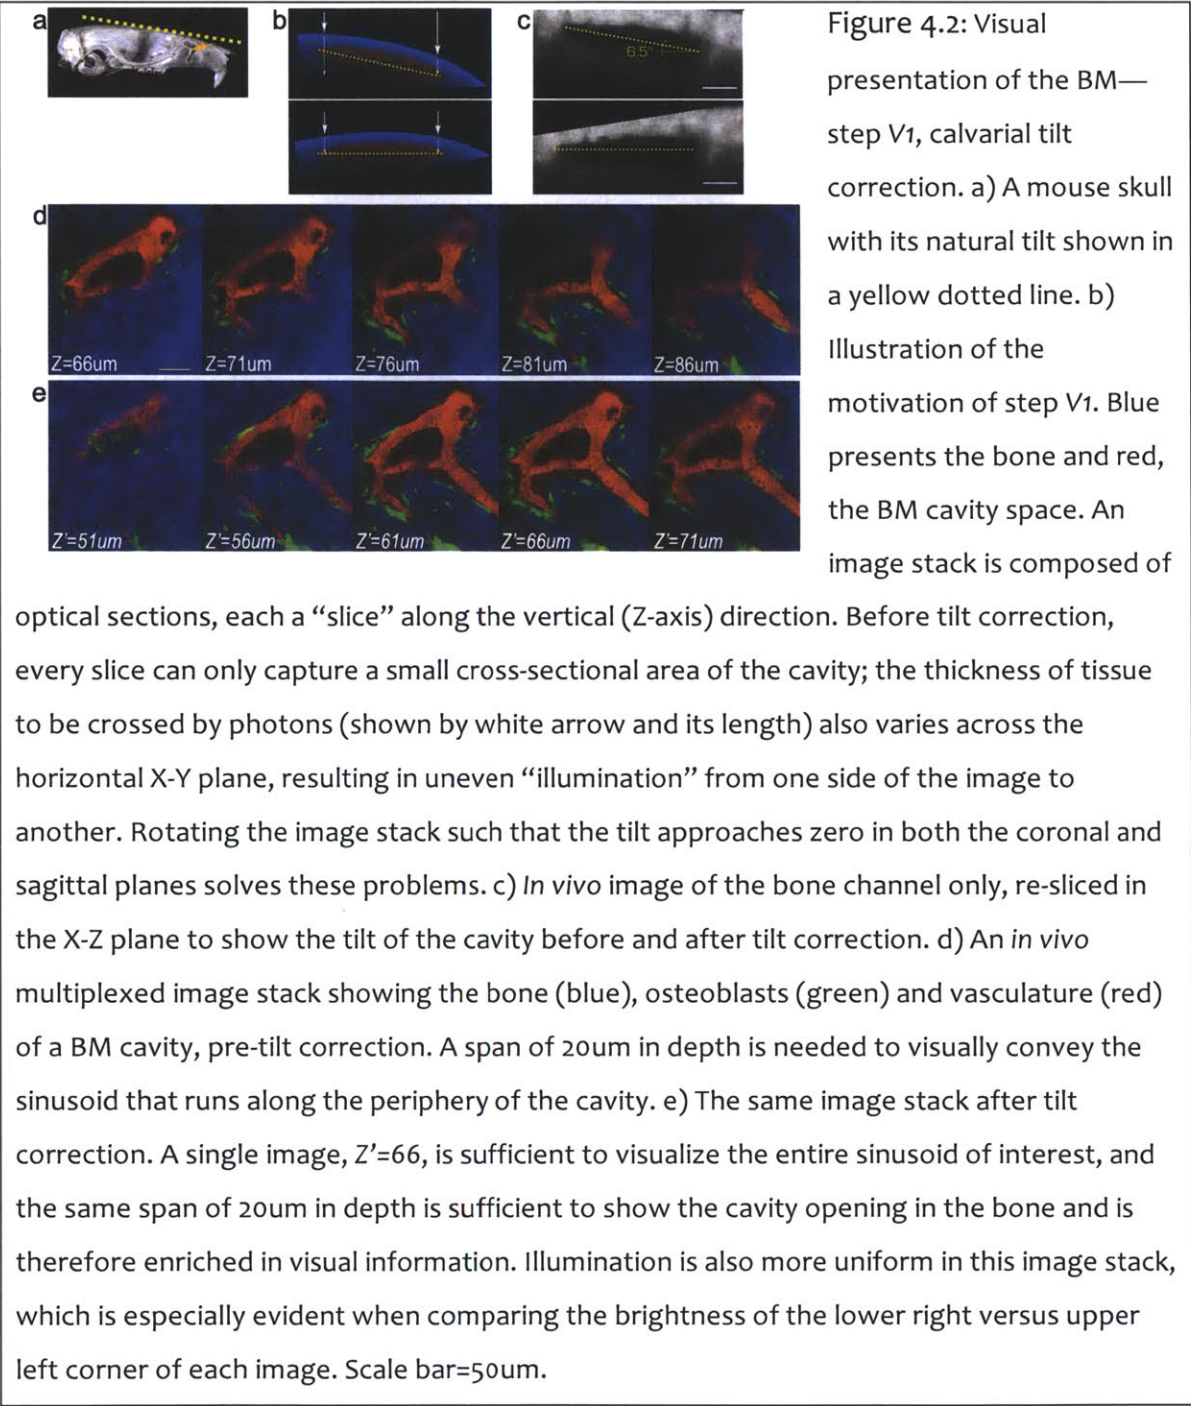 a
b
c
6.5°
d
Z=66um
Z=71um
Z=76um
Z=81um
Z=86um
e
Z'=51um
Z'=56um
Z'=61um
Z'=66um
Z'=71um
Figure 4.2: Visual
presentation of the BM—
step V1, calvarial tilt
correction. a) A mouse skull
with its natural tilt shown in
a yellow dotted line. b)
Illustration of the
motivation of step V1. Blue
presents the bone and red,
the BM cavity space. An
image stack is composed of
optical sections, each a “slice” along the vertical (Z-axis) direction. Before tilt correction,
every slice can only capture a small cross-sectional area of the cavity; the thickness of tissue
to be crossed by photons (shown by white arrow and its length) also varies across the
horizontal X-Y plane, resulting in uneven “illumination” from one side of the image to
another. Rotating the image stack such that the tilt approaches zero in both the coronal and
sagittal planes solves these problems. c) In vivo image of the bone channel only, re-sliced in
the X-Z plane to show the tilt of the cavity before and after tilt correction. d) An in vivo
multiplexed image stack showing the bone (blue), osteoblasts (green) and vasculature (red)
of a BM cavity, pre-tilt correction. A span of 20um in depth is needed to visually convey the
sinusoid that runs along the periphery of the cavity. e) The same image stack after tilt
correction. A single image, Z’=66, is sufficient to visualize the entire sinusoid of interest, and
the same span of 20um in depth is sufficient to show the cavity opening in the bone and is
therefore enriched in visual information. Illumination is also more uniform in this image stack,
which is especially evident when comparing the brightness of the lower right versus upper
left corner of each image. Scale bar=50um.